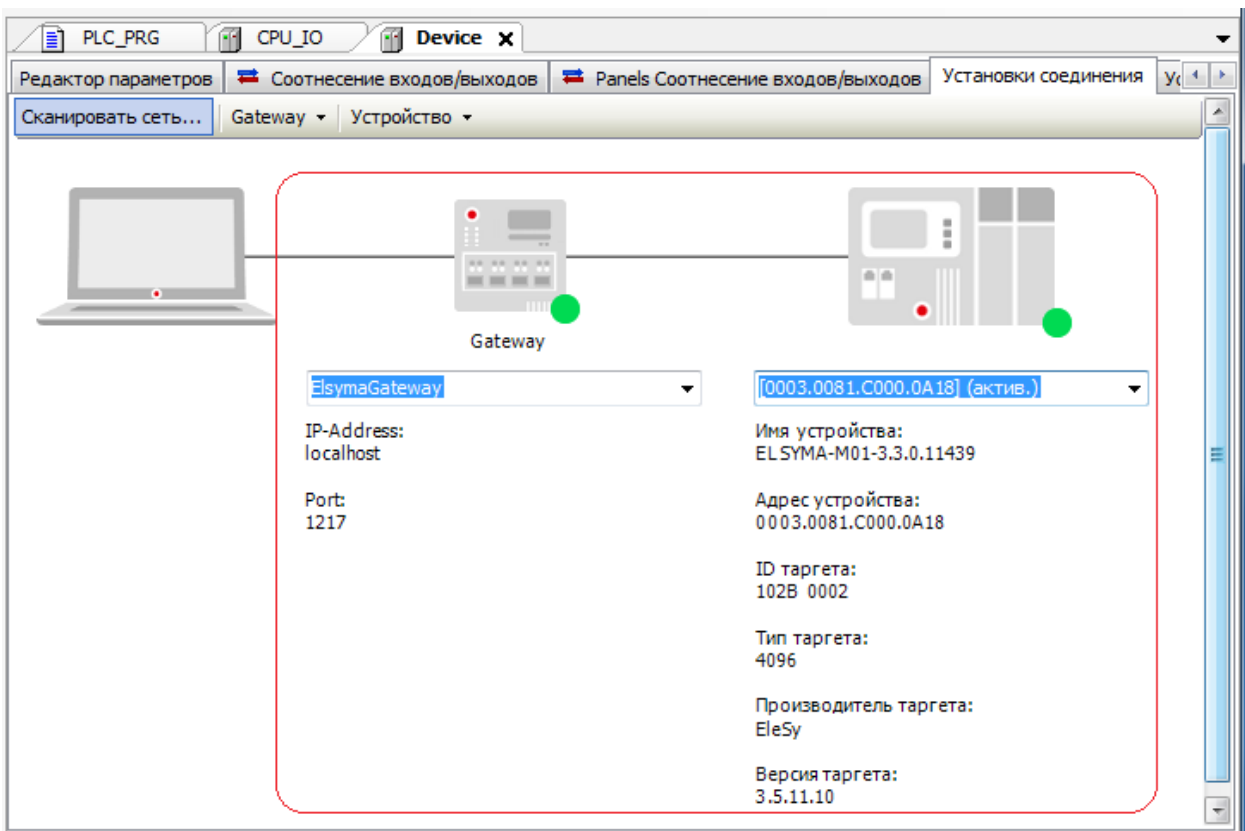 PLC_PRG CPU_IO Device
Редактор параметров Соотнесение входов/выходов Panels Соотнесение входов/выходов Установки соединения
Сканировать сеть... Gateway Устройство
Gateway
ElsymaGateway [0003.0081.C000.0A18] (актив.)
IP-Address: Имя устройства:
localhost ELSYMA-M01-3.3.0.11439
Port: Адрес устройства:
1217 0003.0081.C000.0A18
ID таргета:
102B 0002
Тип таргета:
4096
Производитель таргета:
EleSy
Версия таргета:
3.5.11.10